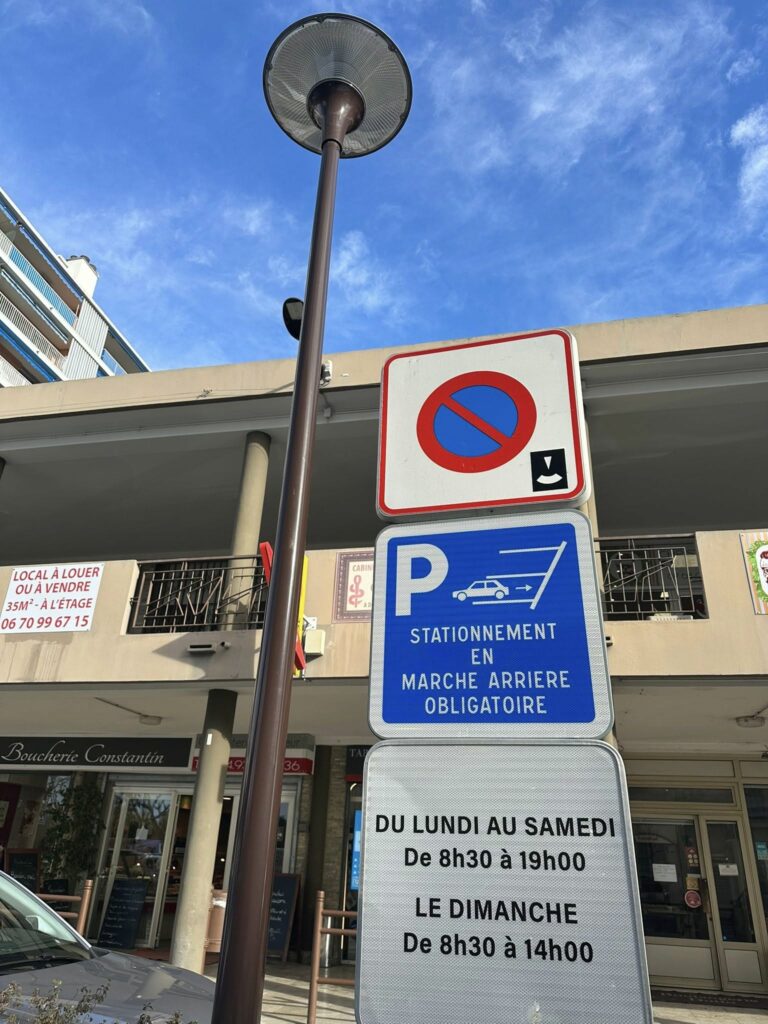 P
STATIONNEMENT
EN
MARCHE ARRIERE
OBLIGATOIRE
DU LUNDI AU SAMEDI
De 8h30 à 19h00
LE DIMANCHE
De 8h30 à 14h00
LOCAL À LOUER
OU À VENDRE
35M² - À L'ÉTAGE
06 70 99 67 15
CABIN
Boucherie Constantin